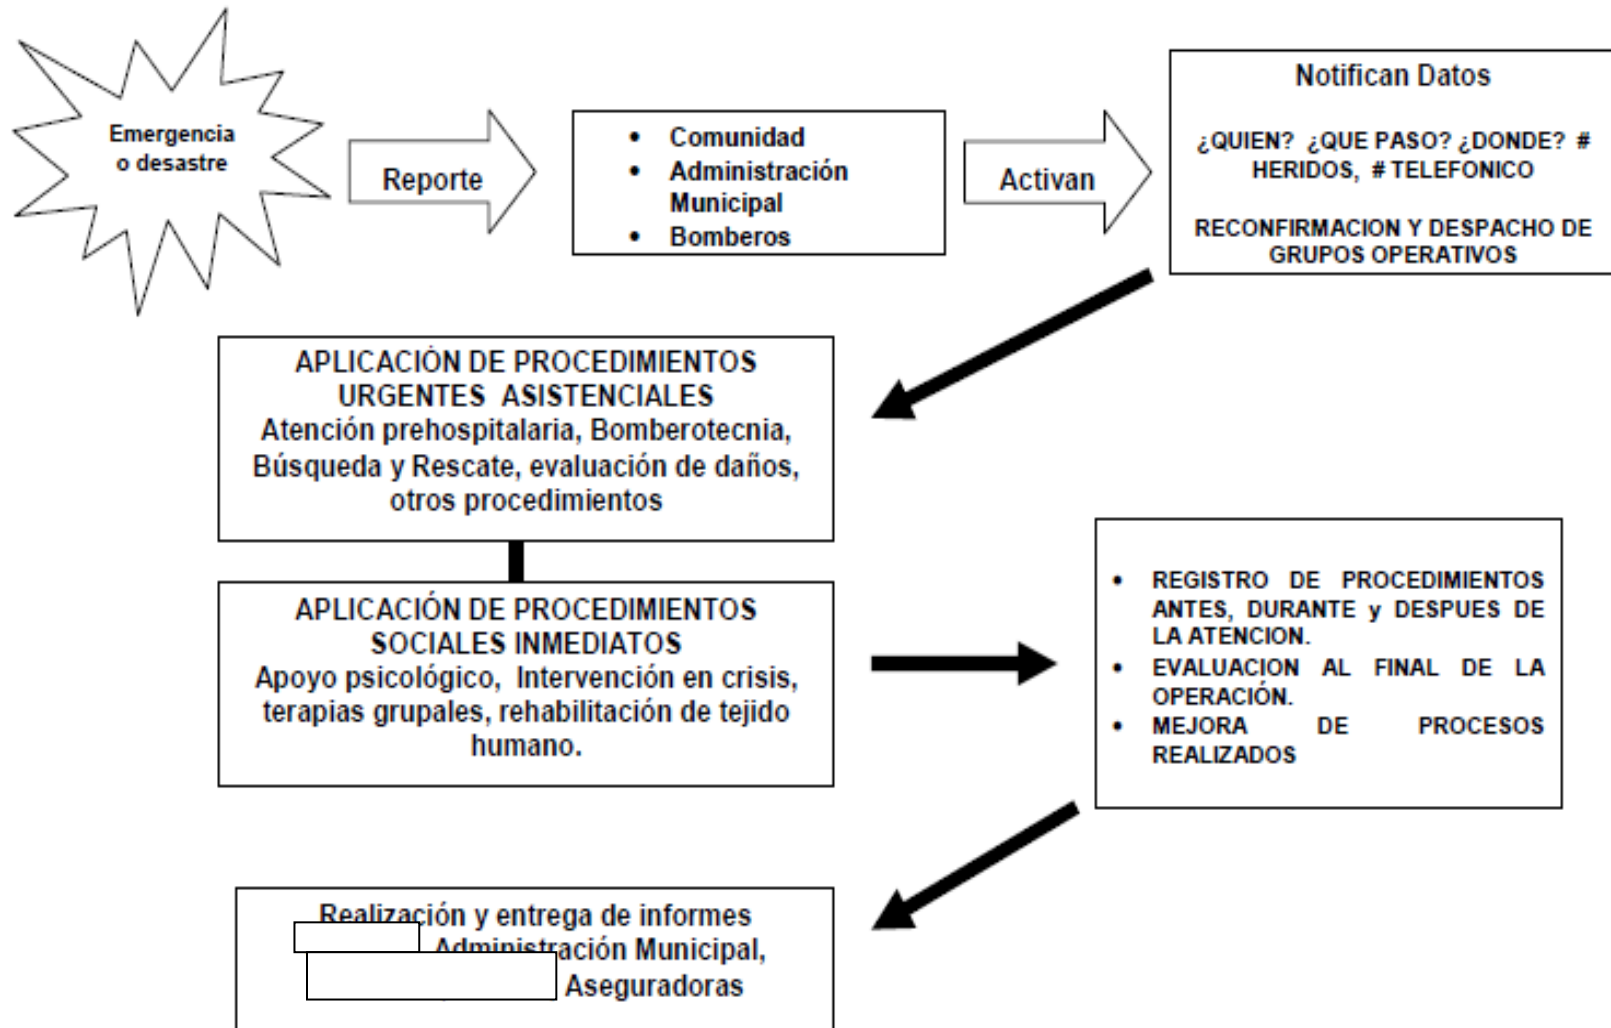 Emergencia
o desastre
Reporte
• Comunidad
• Administración
Municipal
• Bomberos
Activan
Notifican Datos
¿QUIEN? ¿QUE PASO? ¿DONDE? #
HERIDOS, # TELEFONICO
RECONFIRMACION Y DESPACHO DE
GRUPOS OPERATIVOS
APLICACIÓN DE PROCEDIMIENTOS
URGENTES ASISTENCIALES
Atención prehospitalaria, Bomberotecnia,
Búsqueda y Rescate, evaluación de daños,
otros procedimientos
APLICACIÓN DE PROCEDIMIENTOS
SOCIALES INMEDIATOS
Apoyo psicológico, Intervención en crisis,
terapias grupales, rehabilitación de tejido
humano.
• REGISTRO DE PROCEDIMIENTOS
ANTES, DURANTE y DESPUES DE
LA ATENCION.
• EVALUACION AL FINAL DE LA
OPERACIÓN.
• MEJORA DE PROCESOS
REALIZADOS
Realización y entrega de informes
Administración Municipal,
Aseguradoras